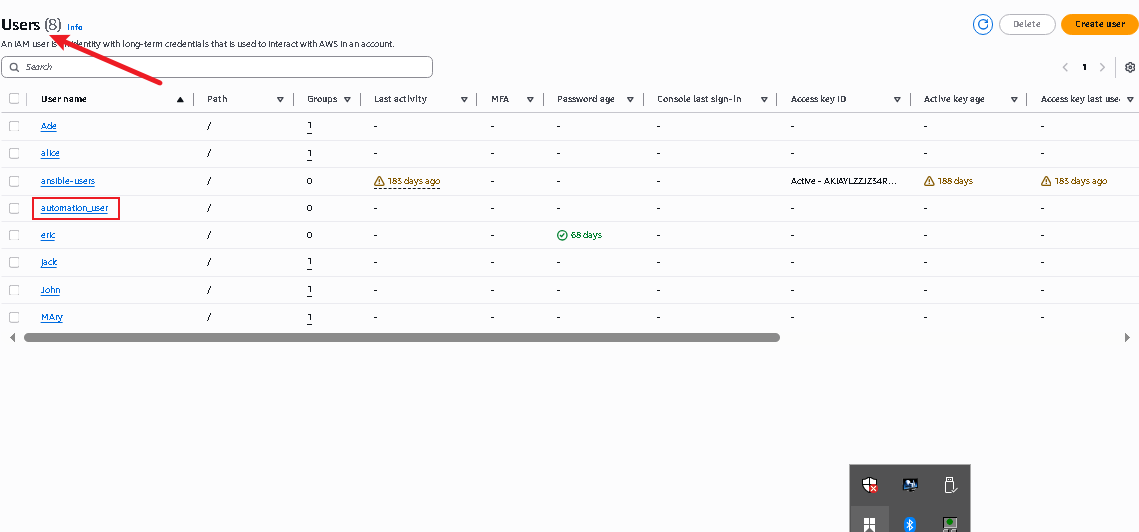 Users (8) Info
Delete
Create user
An IAM user is an identity with long-term credentials that is used to interact with AWS in an account.
Search
1
User name Path Groups Last activity MFA Password age Console last sign-in Access key ID Active key age Access key last use
Ade / 1 - - - - - - -
alice / 1 - - - - - - -
ansible-users / 0 183 days ago - - - Active - AKIAYLZZJZ34R... 188 days 183 days ago
automation_user / 0 - - - - - - -
eric / 0 - - 68 days - - - -
jack / 1 - - - - - - -
John / 1 - - - - - - -
MAry / 1 - - - - - - -